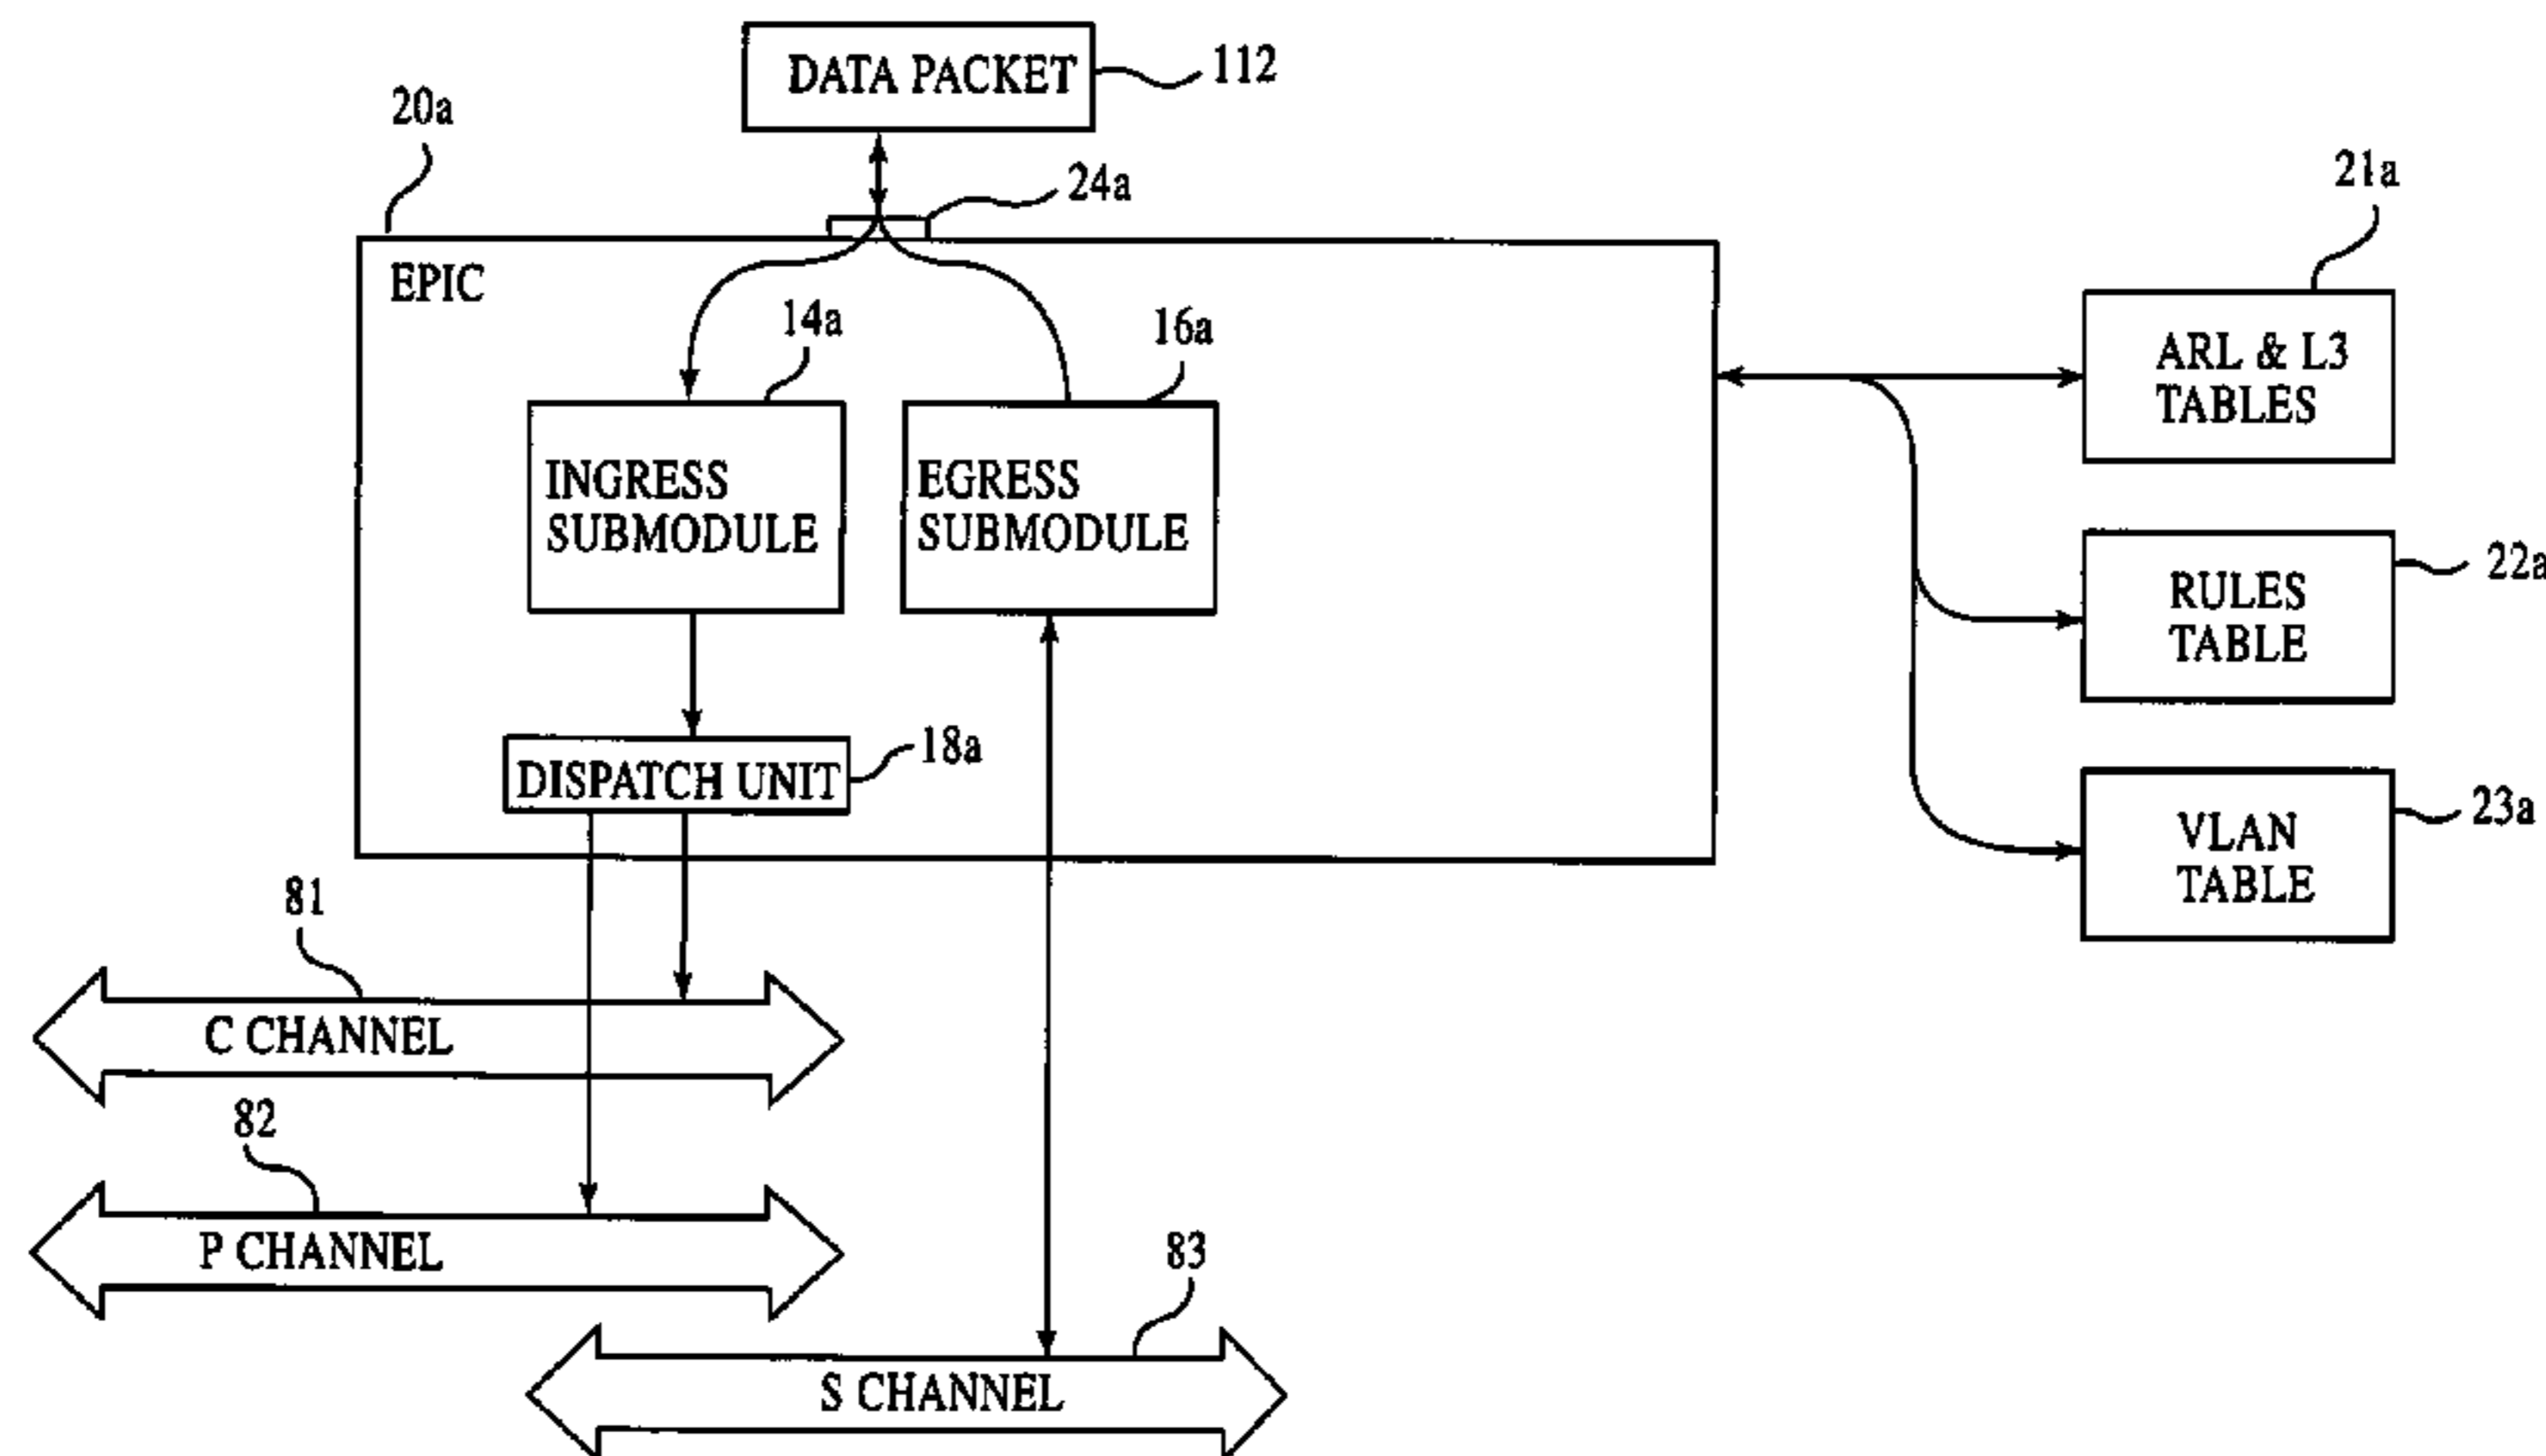 DATA PACKET
112
20a
24a
21a
EPIC
14a
16a
ARL & L3
TABLES
INGRESS
SUBMODULE
EGRESS
SUBMODULE
22a
RULES
TABLE
18a
DISPATCH UNIT
23a
VLAN
TABLE
81
C CHANNEL
82
P CHANNEL
83
S CHANNEL